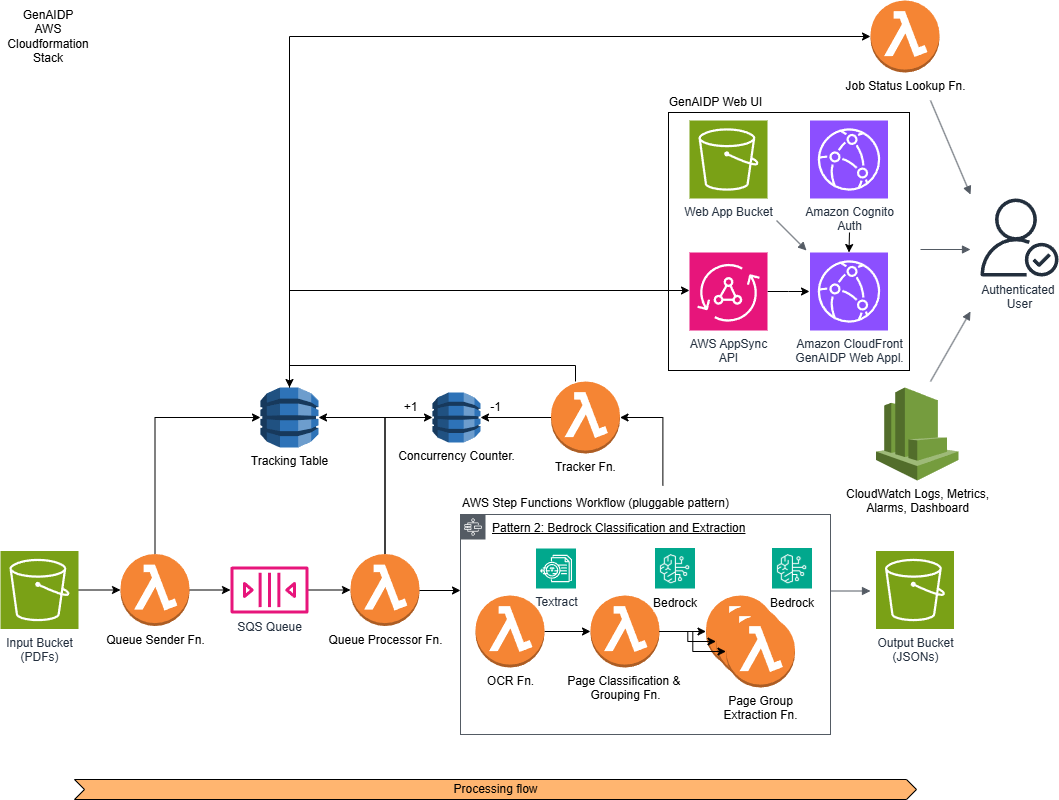 GenAIDP
AWS
Cloudformation
Stack
Job Status Lookup Fn.
GenAIDP Web UI
Web App Bucket
Amazon Cognito
Auth
AWS AppSync
API
Amazon CloudFront
GenAIDP Web Appl.
Authenticated
User
+1
-1
Tracking Table
Concurrency Counter.
Tracker Fn.
CloudWatch Logs, Metrics,
Alarms, Dashboard
AWS Step Functions Workflow (pluggable pattern)
Pattern 2: Bedrock Classification and Extraction
Textract
Bedrock
Bedrock
Input Bucket
(PDFs)
Queue Sender Fn.
SQS Queue
Queue Processor Fn.
OCR Fn.
Page Classification &
Grouping Fn.
Page Group
Extraction Fn.
Output Bucket
(JSONs)
Processing flow